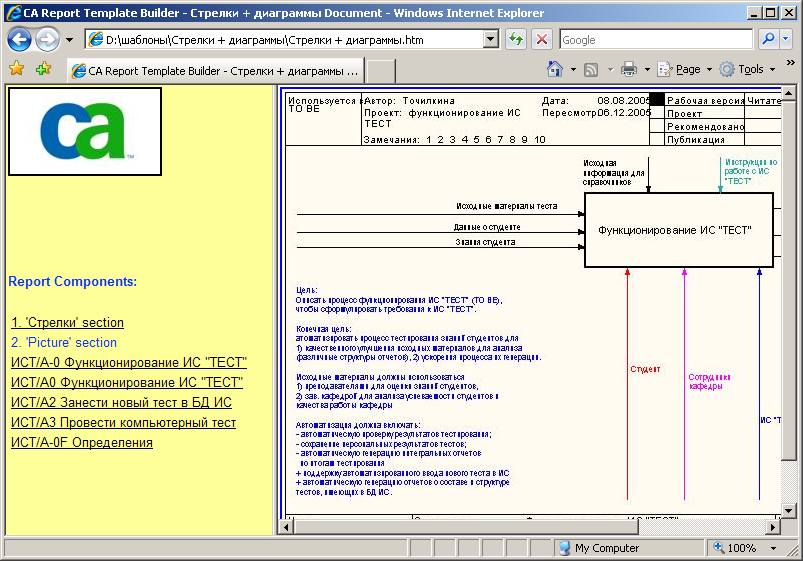 CA Report Template Builder - Стрелки + диаграммы Document - Windows Internet Explorer
D:\шаблоны\Стрелки + диаграммы\Стрелки + диаграммы.htm
Google
CA Report Template Builder - Стрелки + диаграммы ...
Page
Tools
ca
TM
Report Components:
1. 'Стрелки' section
2. 'Picture' section
ИСТ/A-0 Функционирование ИС "ТЕСТ"
ИСТ/A0 Функционирование ИС "ТЕСТ"
ИСТ/A2 Занести новый тест в БД ИС
ИСТ/A3 Провести компьютерный тест
ИСТ/A-0F Определения
Используется в
TO BE
Автор: Точилкина
Дата: 08.08.2005
Проект: функционирование ИС
ТЕСТ
Пересмотр: 06.12.2005
Замечания: 1 2 3 4 5 6 7 8 9 10
Рабочая версия
Читате
Проект
Рекомендовано
Публикация
Исходная
информация для
справочников
Инструкци по
работе с ИС
"ТЕСТ"
Исходные материалы теста
Данные о студенте
Знания студента
Функционирование ИС "ТЕСТ"
Цель:
Описать процесс функционирования ИС "ТЕСТ" (TO BE),
чтобы сформулировать требования к ИС "ТЕСТ".
Конечная цель:
атоматизировать процесс тестирования знаний студентов для
1) качественного улучшения исходных материалов для анализа
(различные структуры отчетов), 2) ускорения процесса их генерации.
Исходные материалы должны использоваться
1) преподавателями для оценки знаний студентов,
2) зав. кафедрой для анализа успеваемости студентов и
качества работы кафедры
Автоматизация должна включать:
- автоматическую проверку результатов тестирования;
- сохранение персональных результатов тестов;
- автоматическую генерацию интегральных отчетов
по итогам тестирования
+ поддержку автоматизированного ввода нового теста в ИС
+ автоматическую генерацию отчетов о составе и структуре
тестов, имеющих в БД ИС.
Студент
Сотрудники
кафедры
ИС "Т
My Computer
100%